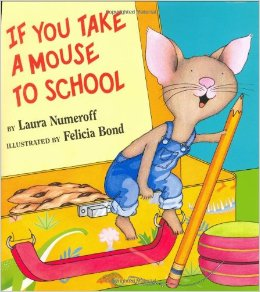 IF YOU TAKE
A MOUSE
TO SCHOOL
BY Laura Numeroff
ILLUSTRATED BY Felicia Bond